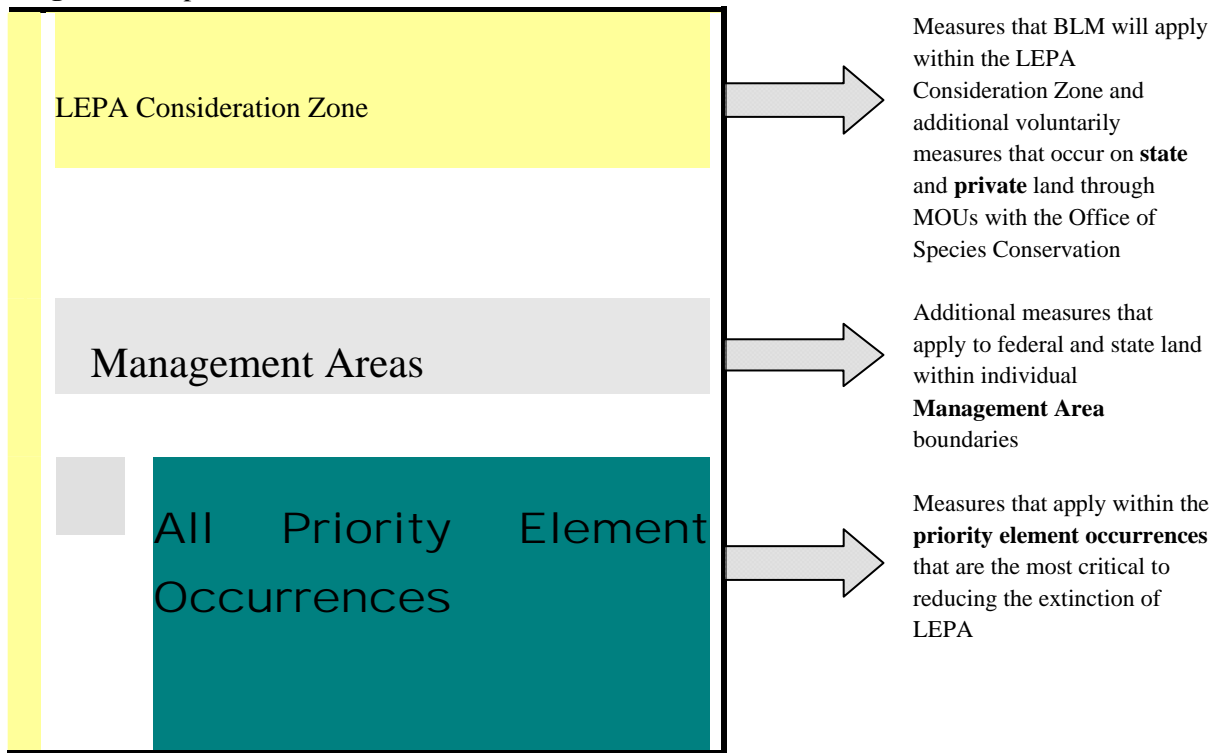 LEPA Consideration Zone
Measures that BLM will apply
within the LEPA
Consideration Zone and
additional voluntarily
measures that occur on state
and private land through
MOUs with the Office of
Species Conservation
Management Areas
Additional measures that
apply to federal and state land
within individual
Management Area
boundaries
All Priority Element
Occurrences
Measures that apply within the
priority element occurrences
that are the most critical to
reducing the extinction of
LEPA